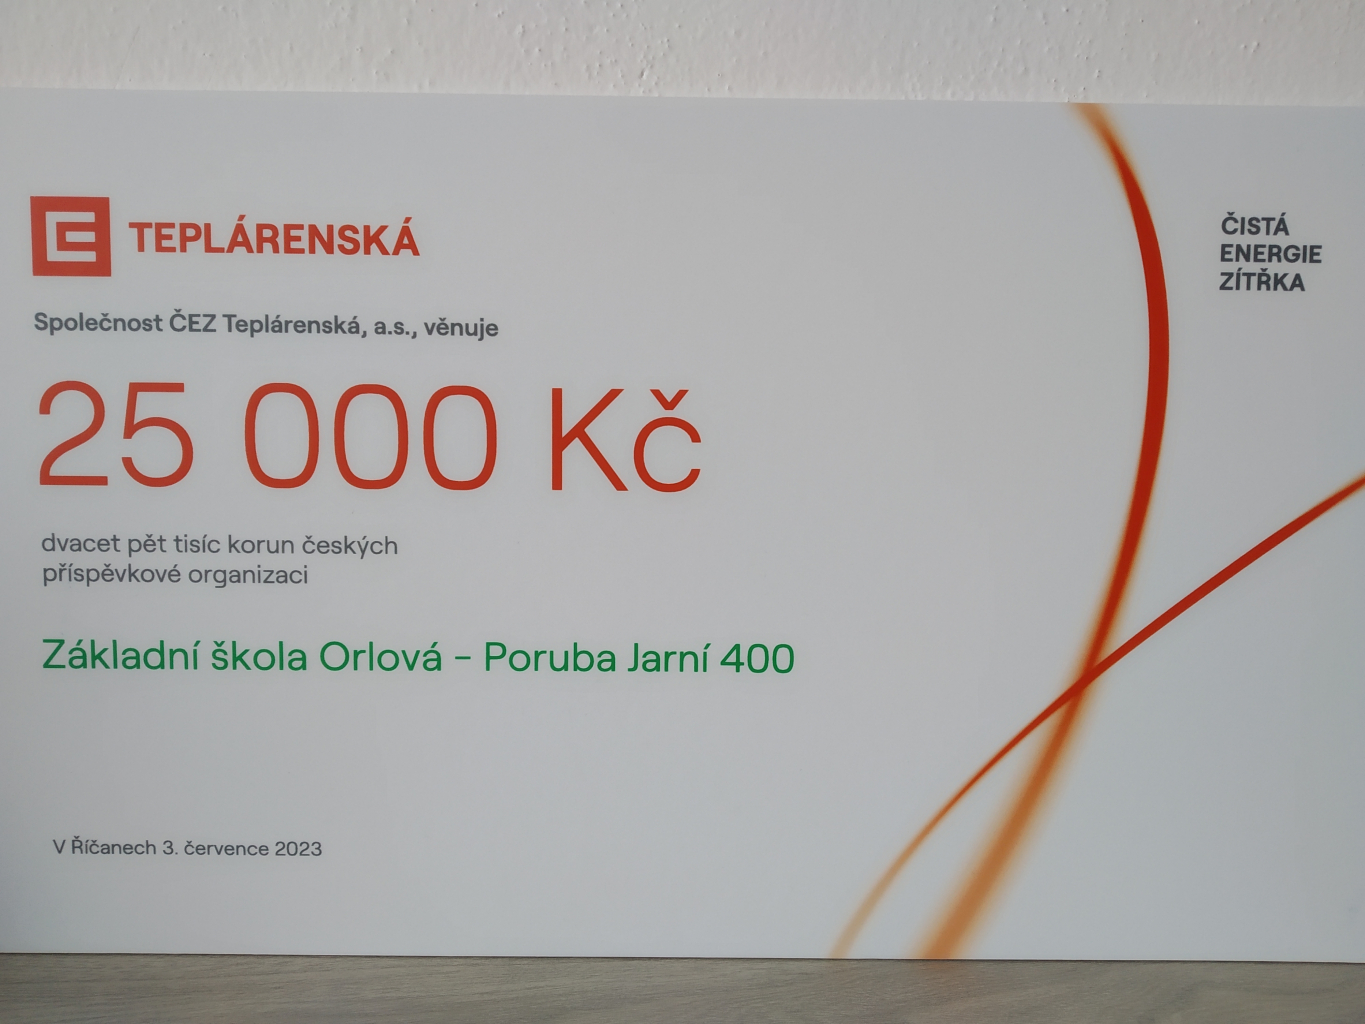 TEPLÁRENSKÁ
ČISTÁ
ENERGIE
ZÍTŘKA
Společnost ČEZ Teplárenská, a.s., věnuje
25 000 Kč
dvacet pět tisíc korun českých
příspěvkové organizaci
Základní škola Orlová - Poruba Jarní 400
V Říčanech 3. července 2023